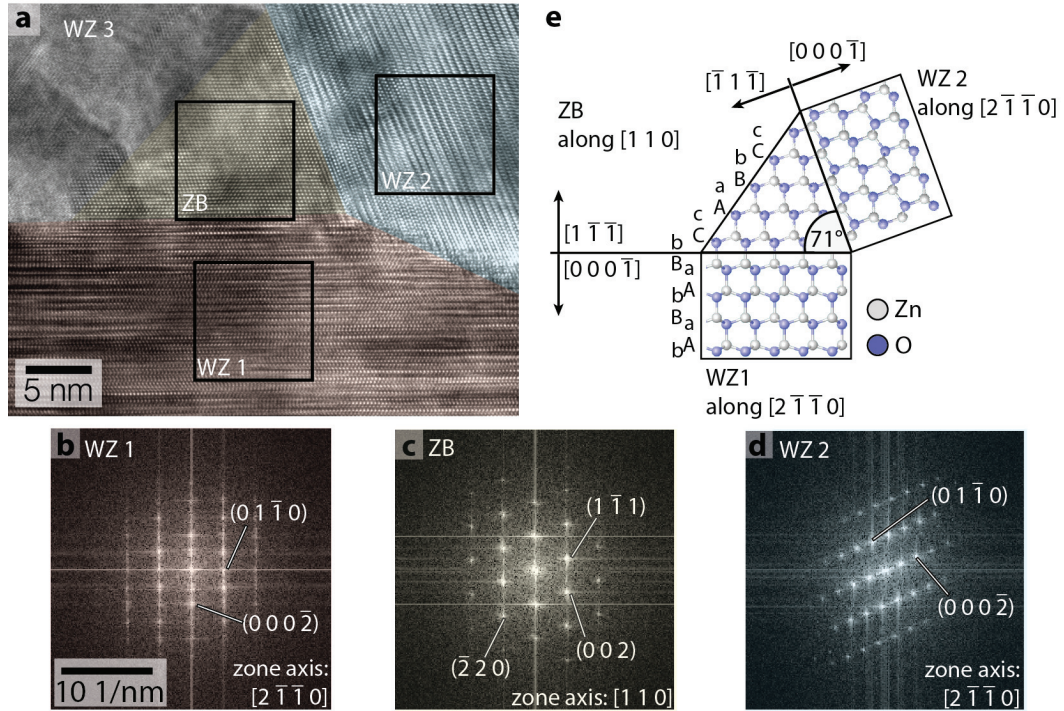 a
WZ 3
ZB
WZ 2
WZ 1
5 nm
e
[0 0 0 1̅]
[1̅ 1 1̅]
WZ 2
along [2 1̅ 1̅ 0]
ZB
along [1 1 0]
c
C
b
B
a
A
c
C
b
[1 1̅ 1̅]
[0 0 0 1̅]
71°
B a
b A
B a
b A
Zn
O
WZ1
along [2 1̅ 1̅ 0]
b WZ 1
(0 1 1̅ 0)
(0 0 0 2̅)
10 1/nm
zone axis:
[2 1̅ 1̅ 0]
c ZB
(1 1̅ 1)
(2̅ 2 0)
(0 0 2)
zone axis: [1 1 0]
d WZ 2
(0 1 1̅ 0)
(0 0 0 2̅)
zone axis:
[2 1̅ 1̅ 0]